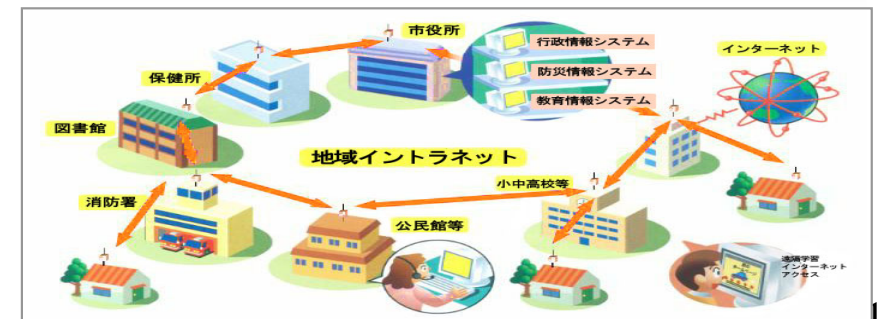 市役所
行政情報システム
防災情報システム
教育情報システム
インターネット
保健所
図書館
地域イントラネット
小中高校等
消防署
公民館等
遠隔学習
インターネット
アクセス